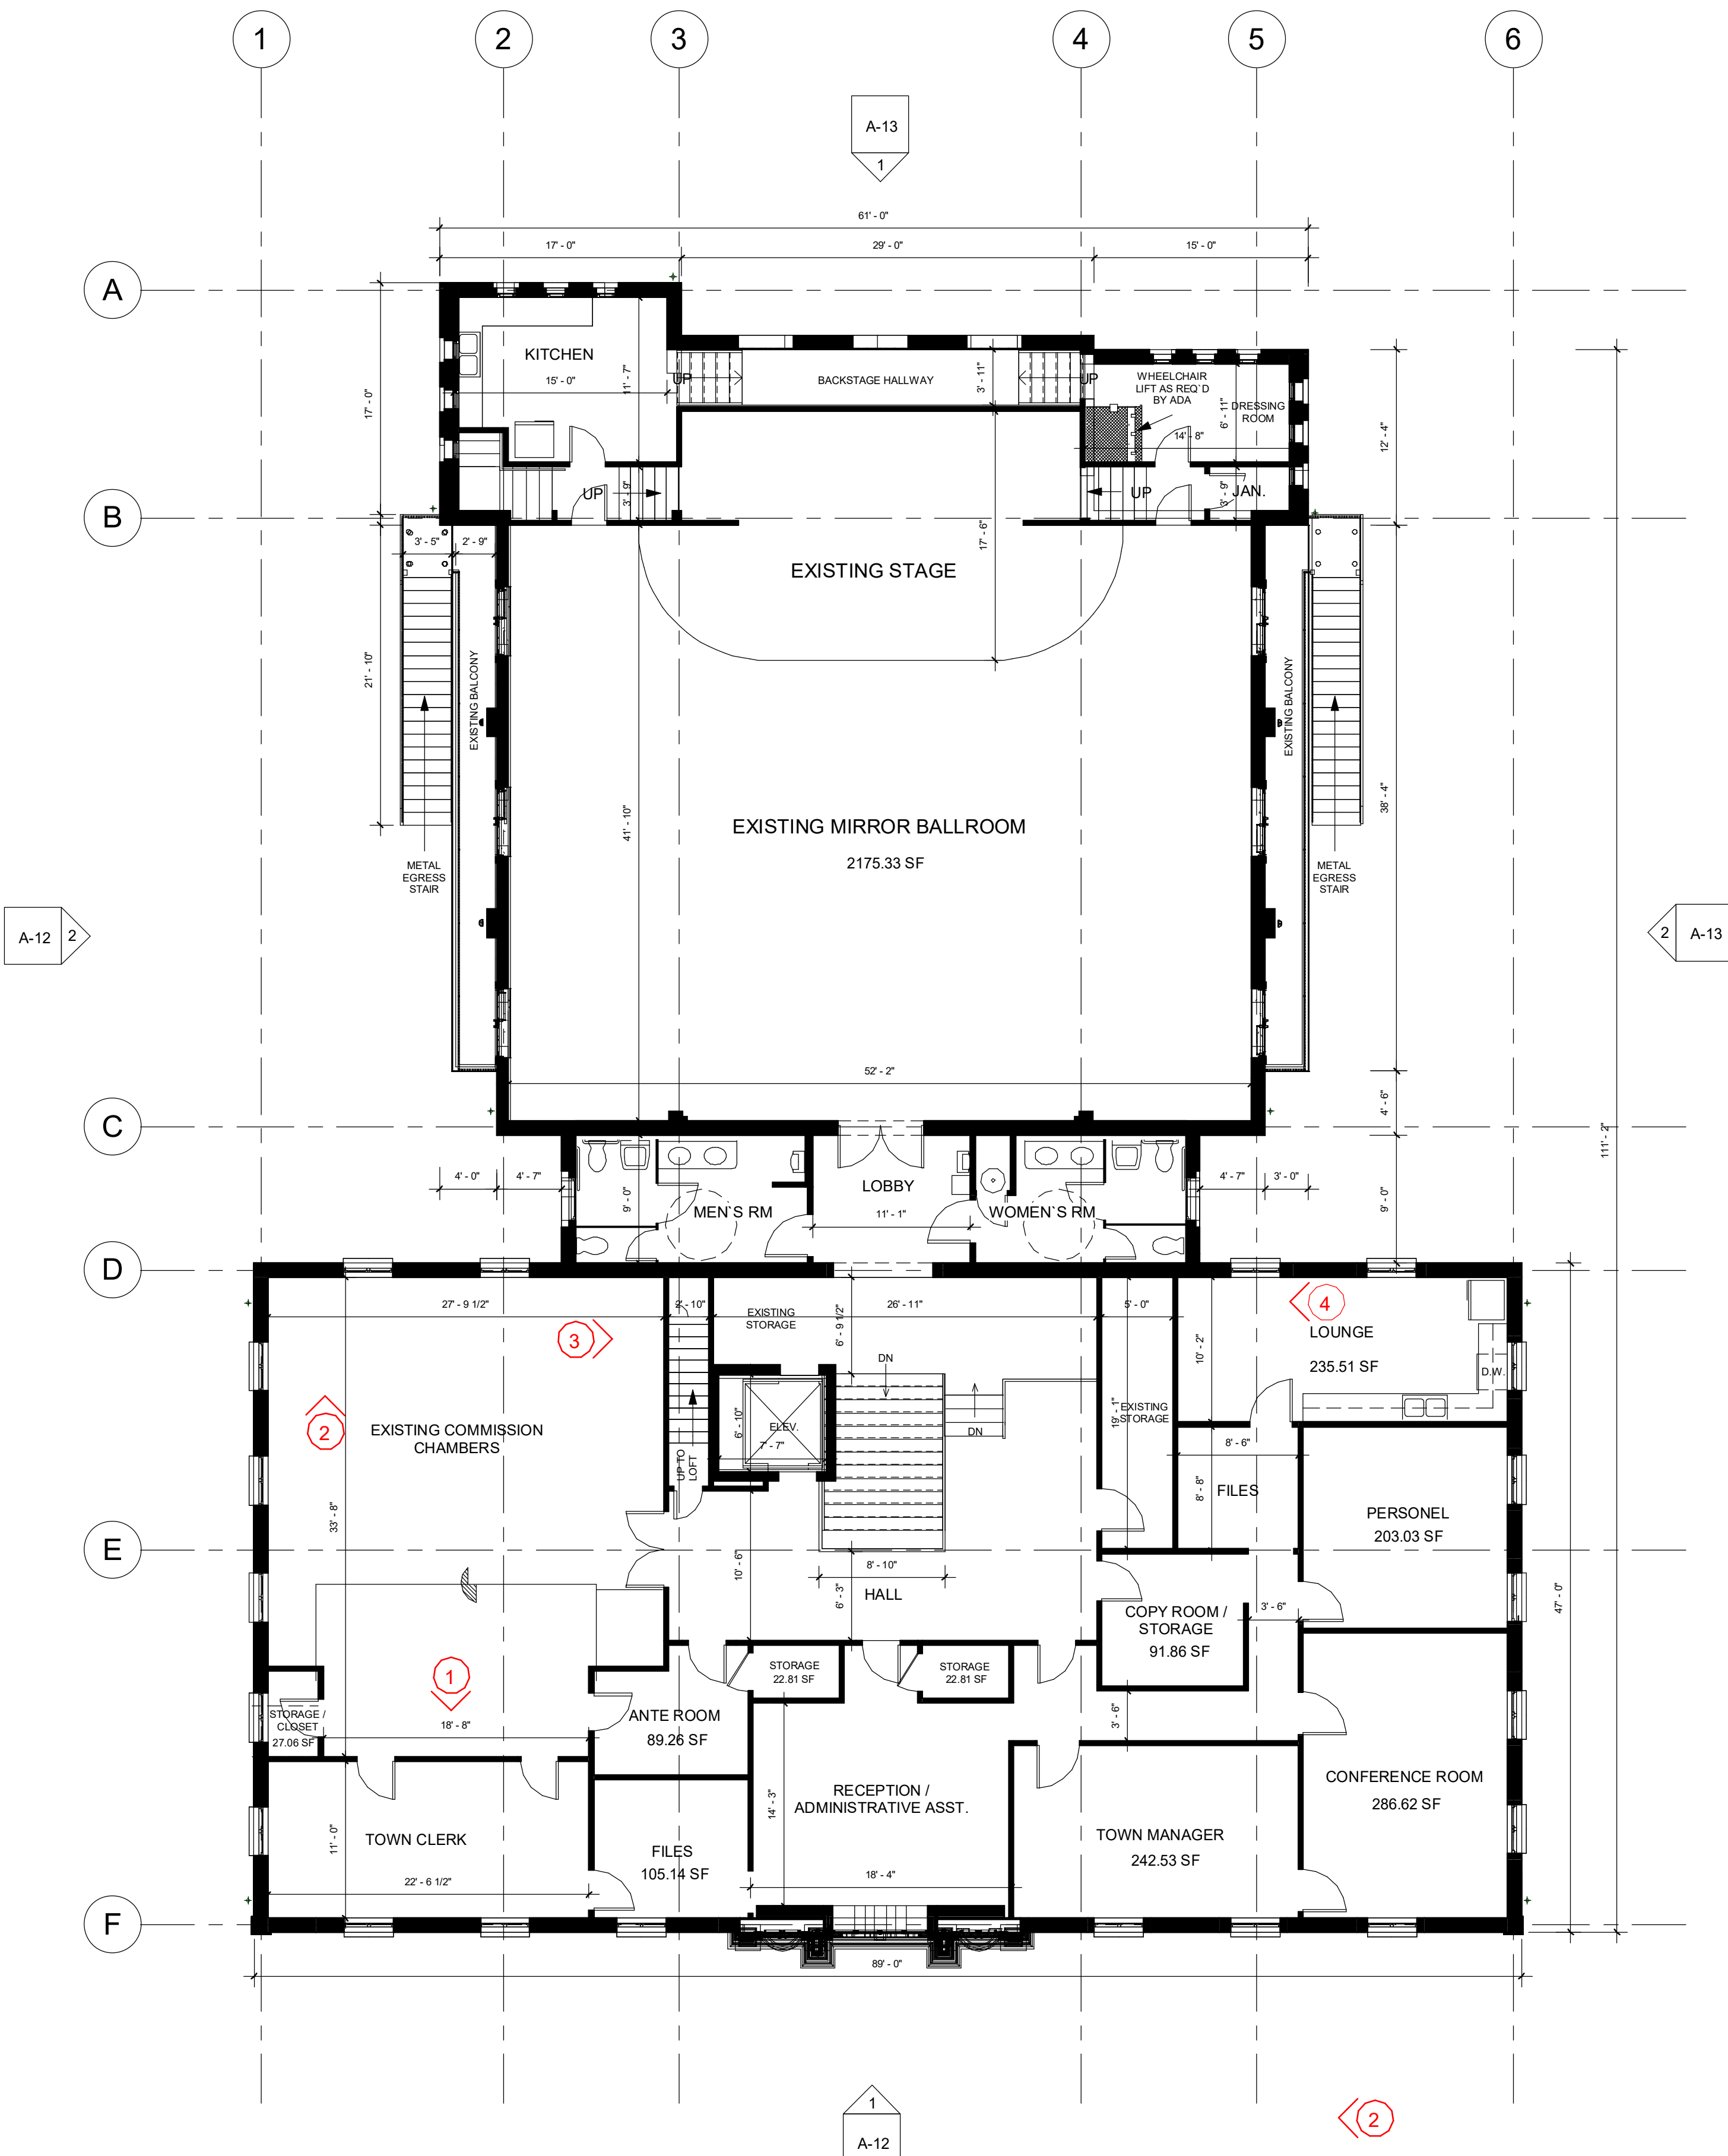 1
2
3
4
5
6
A-13
1
61' - 0"
17' - 0"
29' - 0"
15' - 0"
A
KITCHEN
15' - 0"
11' - 7"
UP
BACKSTAGE HALLWAY
3' - 11"
UP
WHEELCHAIR
LIFT AS REQ`D
BY ADA
6' - 11"
DRESSING
ROOM
14' - 8"
17' - 0"
12' - 4"
UP
3' - 9"
UP
3' - 9"
JAN.
B
3' - 5"
2' - 9"
17' - 6"
EXISTING STAGE
21' - 10"
EXISTING BALCONY
EXISTING BALCONY
41' - 10"
38' - 4"
EXISTING MIRROR BALLROOM
2175.33 SF
METAL
EGRESS
STAIR
METAL
EGRESS
STAIR
A-12
2
2
A-13
52' - 2"
4' - 6"
C
111' - 2"
4' - 0"
4' - 7"
9' - 0"
MEN`S RM
LOBBY
11' - 1"
WOMEN`S RM
4' - 7"
3' - 0"
9' - 0"
D
27' - 9 1/2"
2' - 10"
EXISTING
STORAGE
26' - 11"
6' - 9 1/2"
5' - 0"
4
3
LOUNGE
235.51 SF
10' - 2"
D.W.
DN
DN
2
EXISTING COMMISSION
CHAMBERS
6' - 10"
ELEV.
7' - 7"
UP TO
LOFT
19' - 1"
EXISTING
STORAGE
8' - 6"
8' - 8"
FILES
33' - 8"
PERSONEL
203.03 SF
E
10' - 6"
8' - 10"
6' - 3"
HALL
COPY ROOM /
STORAGE
91.86 SF
3' - 6"
47' - 0"
1
STORAGE
22.81 SF
STORAGE
22.81 SF
STORAGE /
CLOSET
27.06 SF
18' - 8"
ANTE ROOM
89.26 SF
3' - 6"
RECEPTION /
ADMINISTRATIVE ASST.
14' - 3"
CONFERENCE ROOM
286.62 SF
TOWN CLERK
11' - 0"
22' - 6 1/2"
FILES
105.14 SF
18' - 4"
TOWN MANAGER
242.53 SF
F
89' - 0"
1
A-12
2